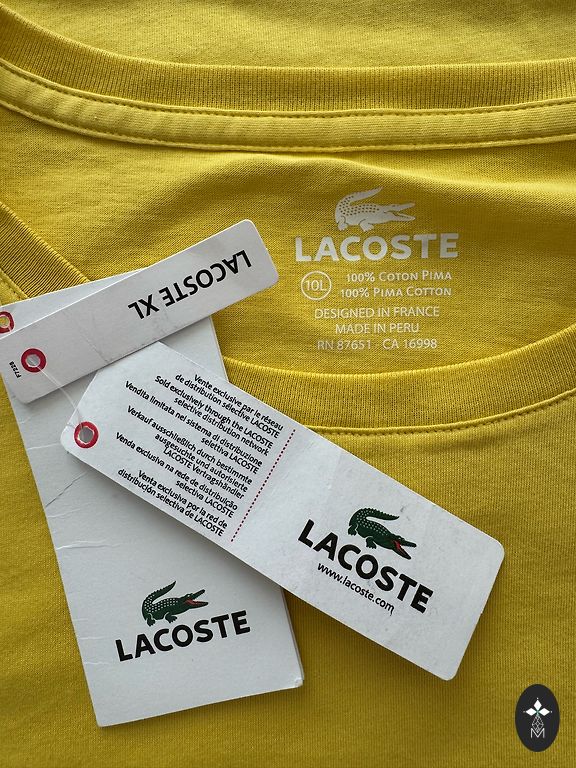 LACOSTE
10L
100% COTON PIMA
100% PIMA COTTON
DESIGNED IN FRANCE
MADE IN PERU
RN 87651 - CA 16998
LACOSTE
LACOSTE XL
Vente exclusive par le réseau
de distribution sélective LACOSTE
Sold exclusively through the LACOSTE
selective distribution network
Vendita limitata nel sistema di distribuzione
selettiva LACOSTE
Verkauf ausschließlich durch bestimmte
ausgesuchte und autorisierte
LACOSTE Vertragshändler
Venda exclusiva na rede de distribuição
selectiva LACOSTE
Venta exclusiva por la red de
distribución selectiva de LACOSTE
LACOSTE
www.lacoste.com
LACOSTE
M